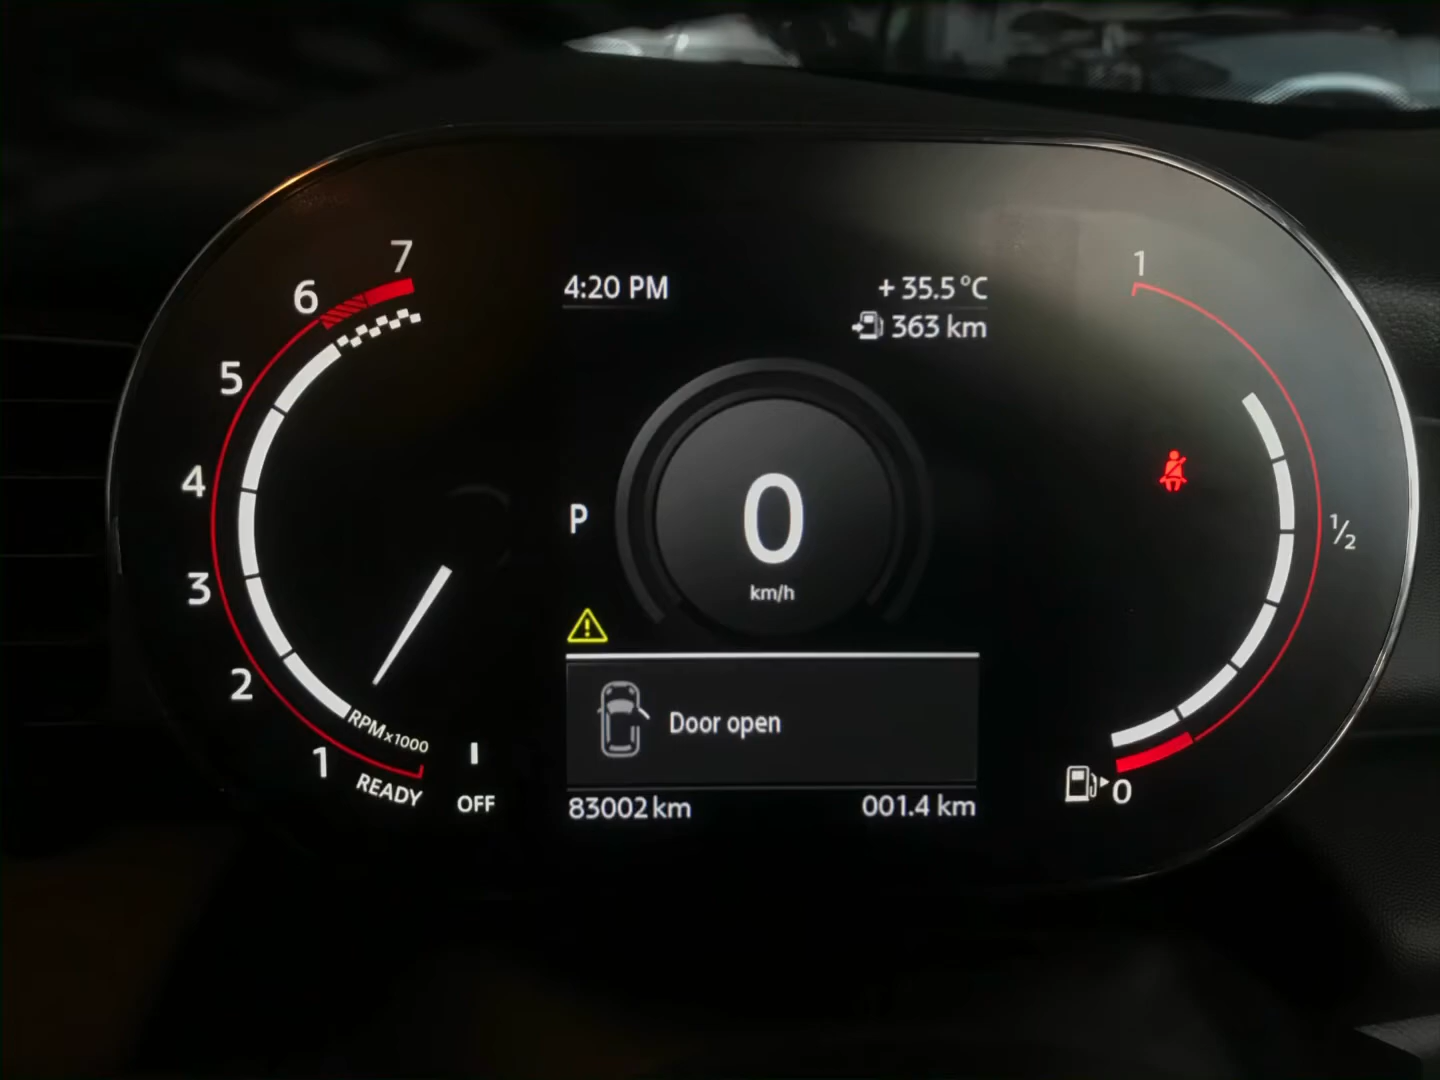 7
6
5
4
3
2
1
RPMx1000
READY
OFF
4:20 PM
+ 35.5 °C
363 km
P
0
km/h
Door open
83002 km
001.4 km
1
1/2
0